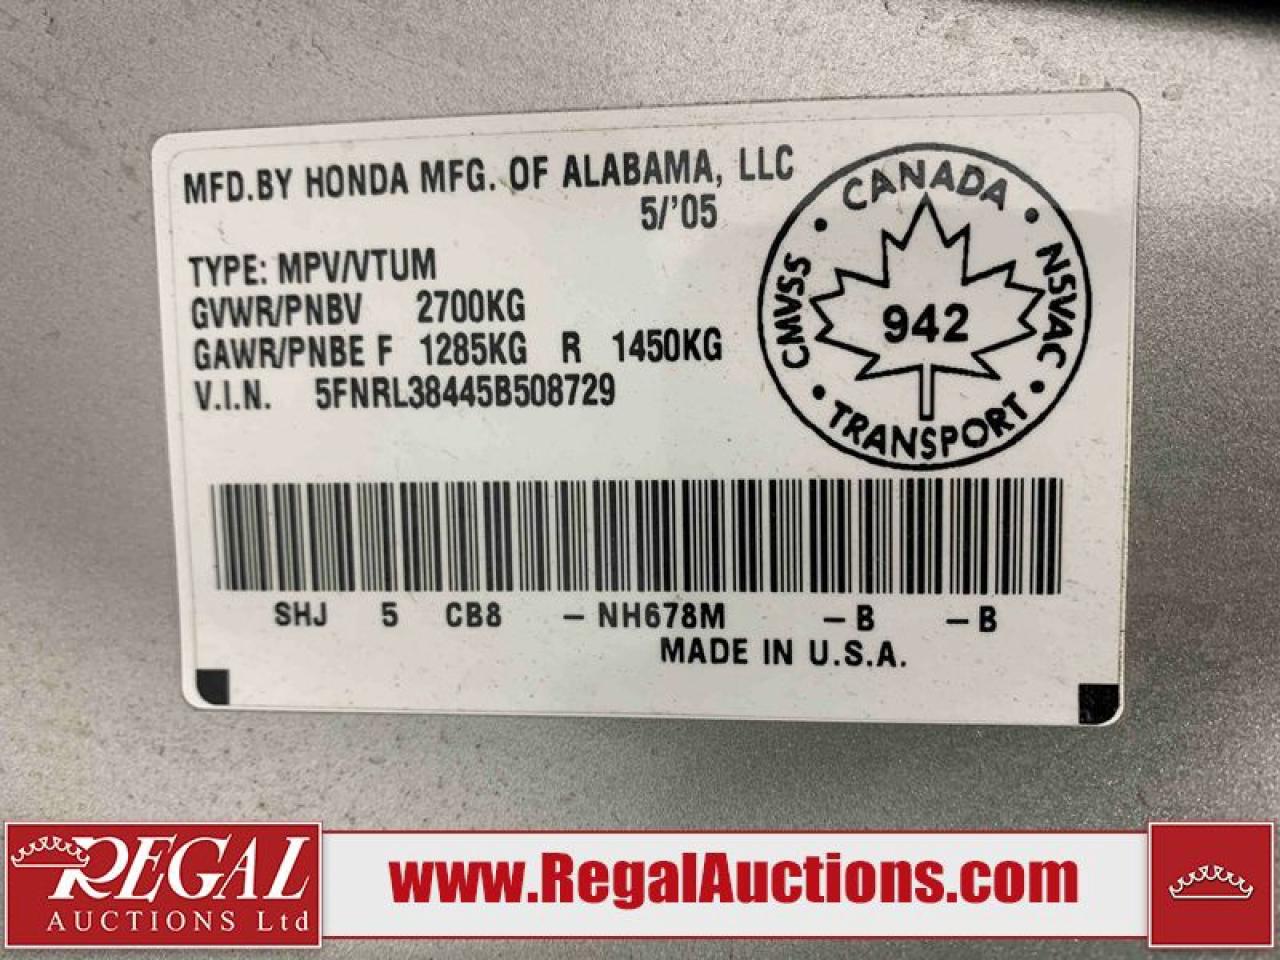 MFD.BY HONDA MFG. OF ALABAMA, LLC
5/'05
TYPE: MPV/VTUM
GVWR/PNBV 2700KG
GAWR/PNBE F 1285KG R 1450KG
V.I.N. 5FNRL38445B508729
CANADA
CMVSS • 942 • NSVAC
TRANSPORT
SHJ 5 CB8 – NH678M – B – B
MADE IN U.S.A.
REGAL
AUCTIONS Ltd
www.RegalAuctions.com